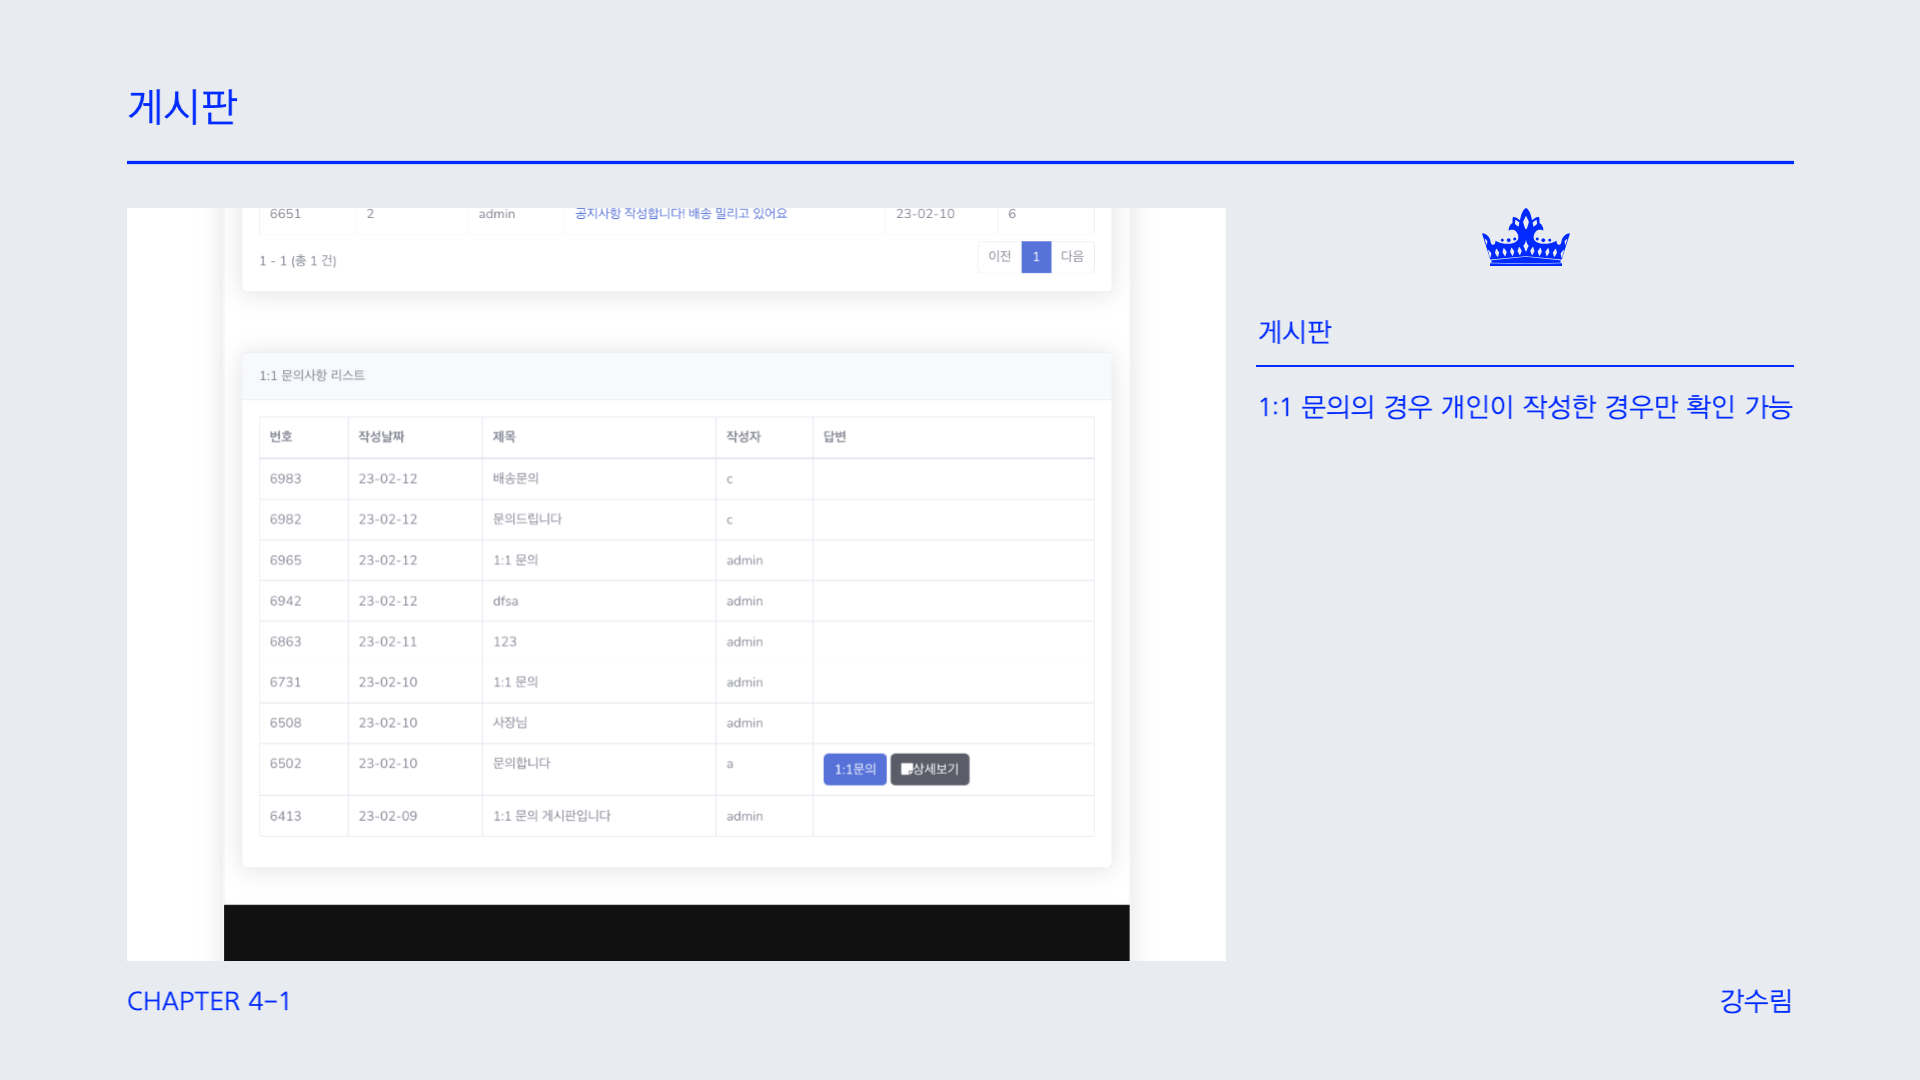 게시판
6651 2 admin 공지사항 작성합니다! 배송 밀리고 있어요 23-02-10 6
1 - 1 (총 1 건) 이전 1 다음
1:1 문의사항 리스트
번호 작성날짜 제목 작성자 답변
6983 23-02-12 배송문의 c
6982 23-02-12 문의드립니다 c
6965 23-02-12 1:1 문의 admin
6942 23-02-12 dfsa admin
6863 23-02-11 123 admin
6731 23-02-10 1:1 문의 admin
6508 23-02-10 사장님 admin
6502 23-02-10 문의합니다 a 1:1문의 상세보기
6413 23-02-09 1:1 문의 게시판입니다 admin
게시판
1:1 문의의 경우 개인이 작성한 경우만 확인 가능
CHAPTER 4-1
강수림